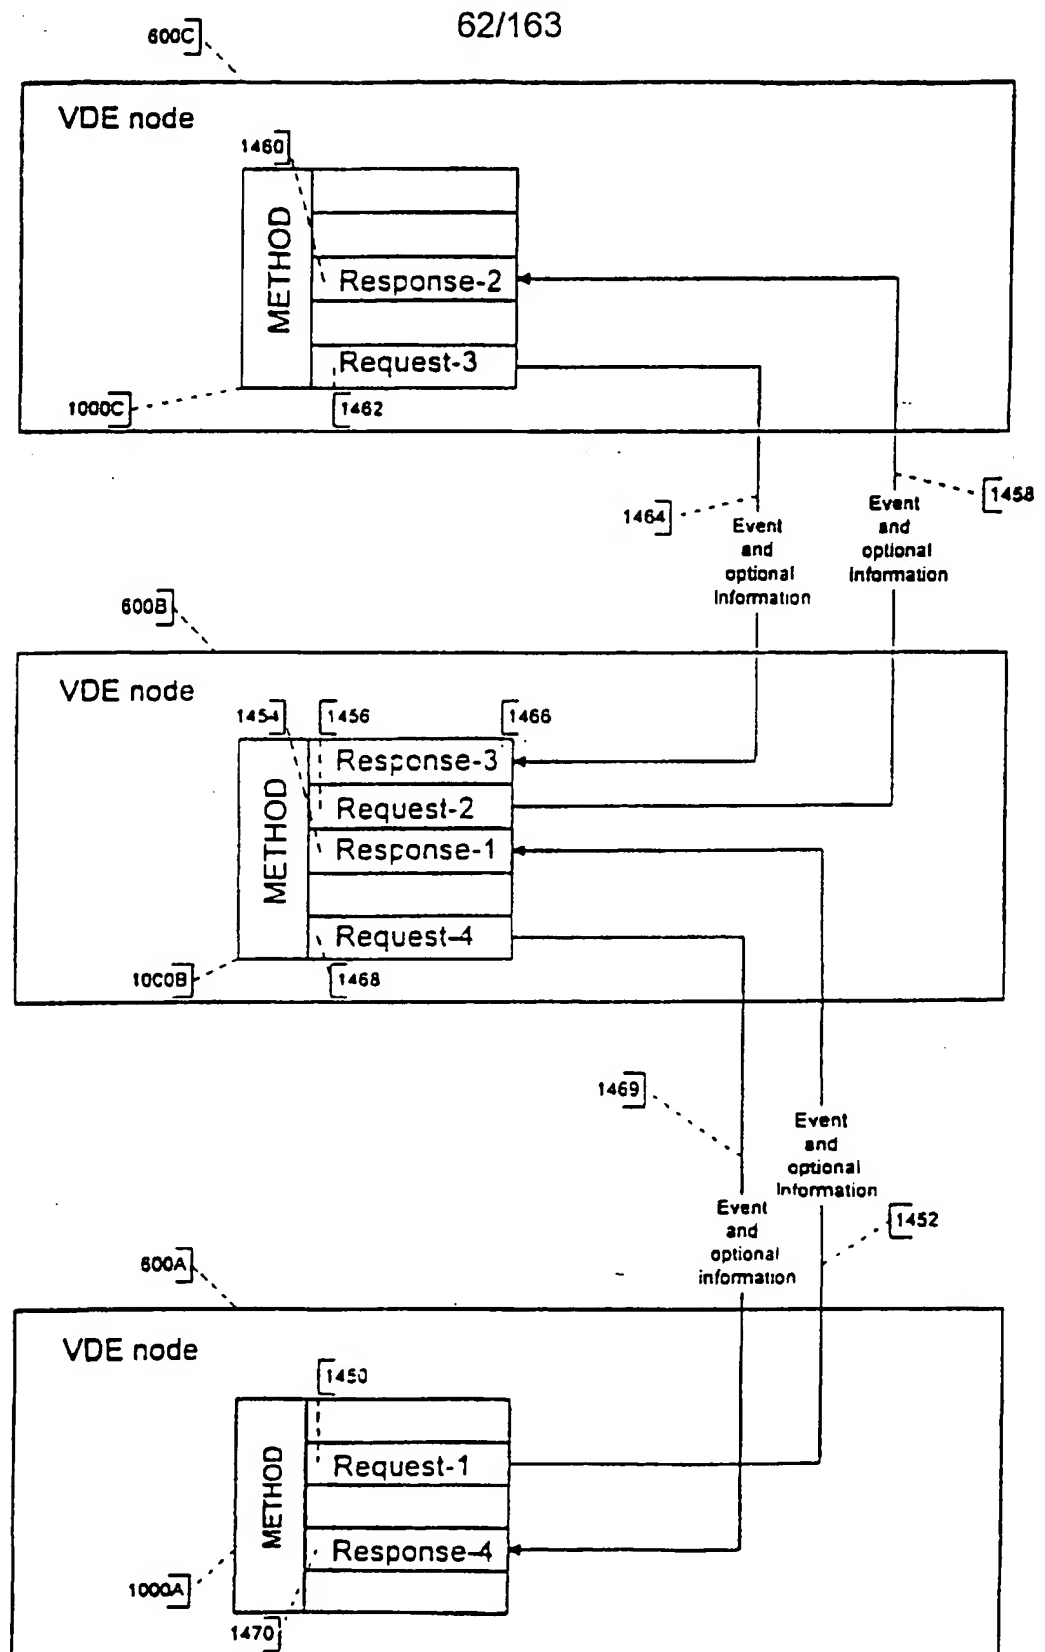 62/163
600C
VDE node
1460
METHOD
Response-2
Request-3
1000C
1462
1464
1458
Event
and
optional
Information
Event
and
optional
Information
600B
VDE node
1454
1456
1466
METHOD
Response-3
Request-2
Response-1
Request-4
1000B
1468
1469
Event
and
optional
Information
Event
and
optional
information
1452
600A
VDE node
1450
METHOD
Request-1
Response-4
1000A
1470